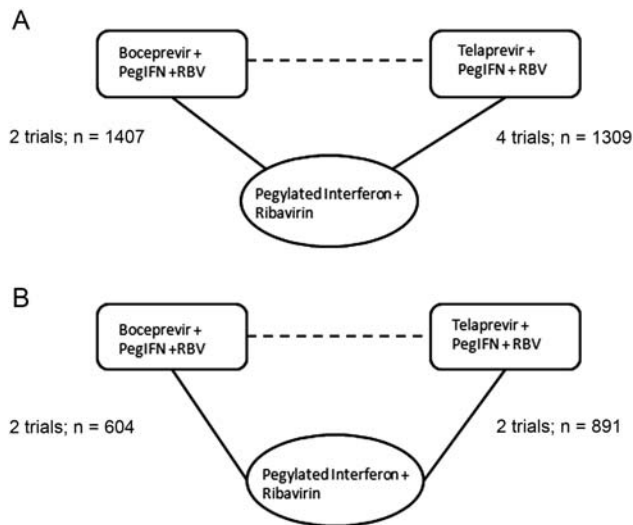 A
Boceprevir +
PegIFN +RBV
Telaprevir +
PegIFN + RBV
2 trials; n = 1407
4 trials; n = 1309
Pegylated Interferon +
Ribavirin
B
Boceprevir +
PegIFN +RBV
Telaprevir +
PegIFN + RBV
2 trials; n = 604
2 trials; n = 891
Pegylated Interferon +
Ribavirin